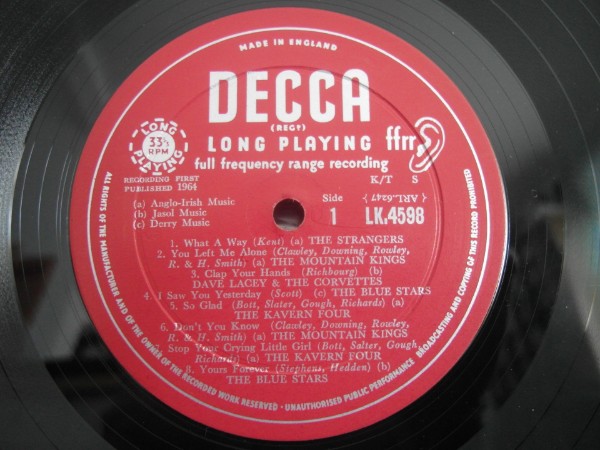 MADE IN ENGLAND
DECCA
(REGD)
LONG PLAYING ffrr
full frequency range recording
LONG PLAYING
33⅓
RPM
RECORDING FIRST
PUBLISHED 1964
K/T S
(a) Anglo-Irish Music
(b) Jasol Music
(c) Derry Music
Side
1
(ARL.6247)
LK.4598
1. What A Way (Kent) (a) THE STRANGERS
2. You Left Me Alone (Clawley, Downing, Rowley,
R. & H. Smith) (a) THE MOUNTAIN KINGS
3. Clap Your Hands (Richbourg) (b)
DAVE LACEY & THE CORVETTES
4. I Saw You Yesterday (Scott) (c) THE BLUE STARS
5. So Glad (Bott, Slater, Gough, Richards) (a)
THE KAVERN FOUR
6. Don't You Know (Clawley, Downing, Rowley,
R. & H. Smith) (a) THE MOUNTAIN KINGS
7. Stop Your Crying Little Girl (Bott, Salter, Gough,
Richards) (a) THE KAVERN FOUR
8. Yours Forever (Stephens, Hedden) (b)
THE BLUE STARS
ALL RIGHTS OF THE MANUFACTURER AND OF THE OWNER OF THE RECORDED WORK RESERVED · UNAUTHORISED PUBLIC PERFORMANCE BROADCASTING AND COPYING OF THIS RECORD PROHIBITED